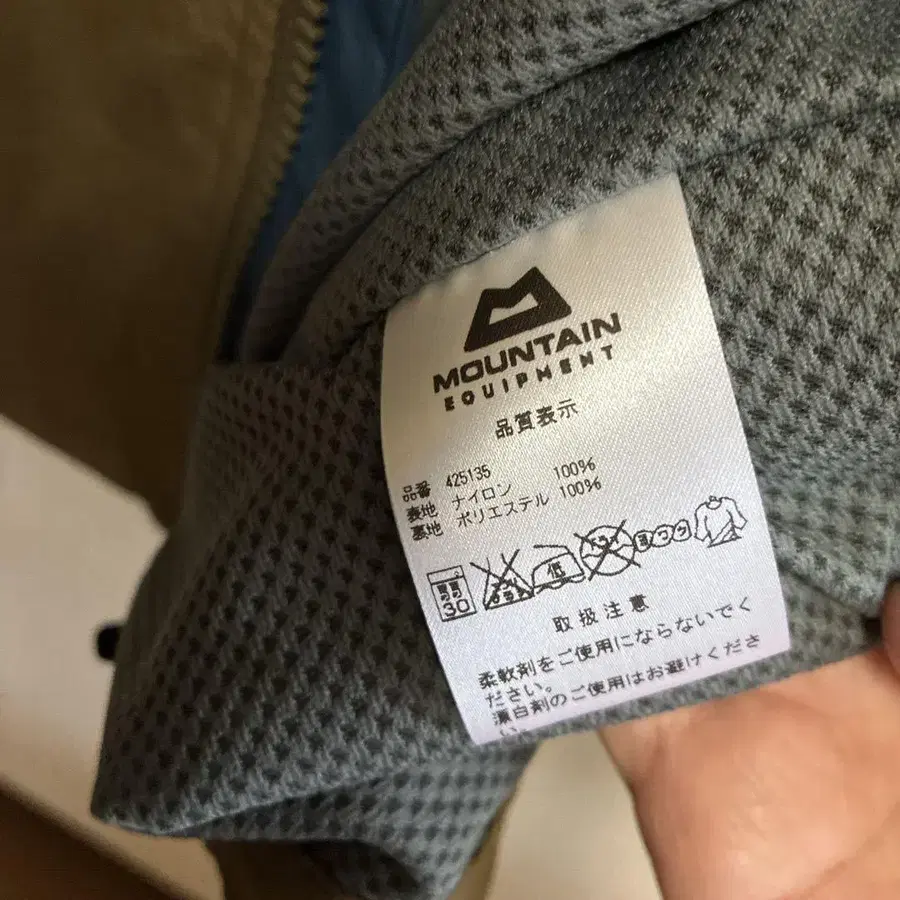 MOUNTAIN
EQUIPMENT
品質表示
品番 425135
表地 ナイロン 100%
裏地 ポリエステル 100%
30 低
取扱注意
柔軟剤をご使用にならないでく
ださい。
漂白剤のご使用はお避けくださ
い。